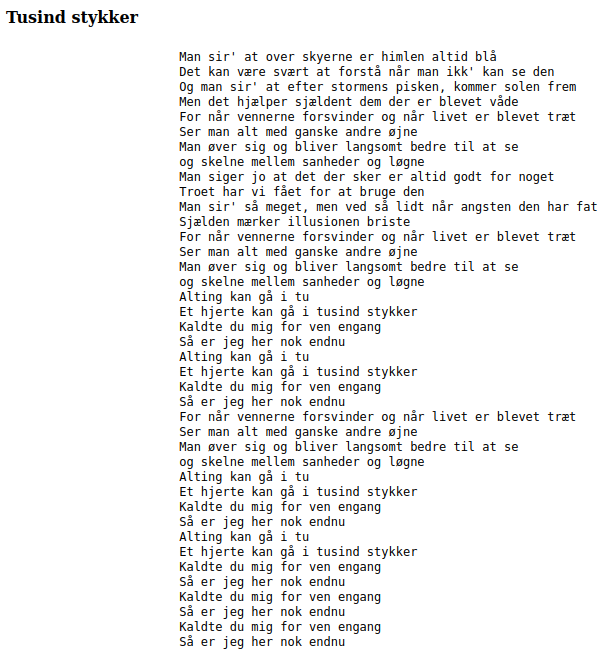 Tusind stykker
Man sir' at over skyerne er himlen altid blå
Det kan være svært at forstå når man ikk' kan se den
Og man sir' at efter stormens pisken, kommer solen frem
Men det hjælper sjældent dem der er blevet våde
For når vennerne forsvinder og når livet er blevet træt
Ser man alt med ganske andre øjne
Man øver sig og bliver langsomt bedre til at se
og skelne mellem sanheder og løgne
Man siger jo at det der sker er altid godt for noget
Troet har vi fået for at bruge den
Man sir' så meget, men ved så lidt når angsten den har fat
Sjælden mærker illusionen briste
For når vennerne forsvinder og når livet er blevet træt
Ser man alt med ganske andre øjne
Man øver sig og bliver langsomt bedre til at se
og skelne mellem sanheder og løgne
Alting kan gå i tu
Et hjerte kan gå i tusind stykker
Kaldte du mig for ven engang
Så er jeg her nok endnu
Alting kan gå i tu
Et hjerte kan gå i tusind stykker
Kaldte du mig for ven engang
Så er jeg her nok endnu
For når vennerne forsvinder og når livet er blevet træt
Ser man alt med ganske andre øjne
Man øver sig og bliver langsomt bedre til at se
og skelne mellem sanheder og løgne
Alting kan gå i tu
Et hjerte kan gå i tusind stykker
Kaldte du mig for ven engang
Så er jeg her nok endnu
Alting kan gå i tu
Et hjerte kan gå i tusind stykker
Kaldte du mig for ven engang
Så er jeg her nok endnu
Kaldte du mig for ven engang
Så er jeg her nok endnu
Kaldte du mig for ven engang
Så er jeg her nok endnu